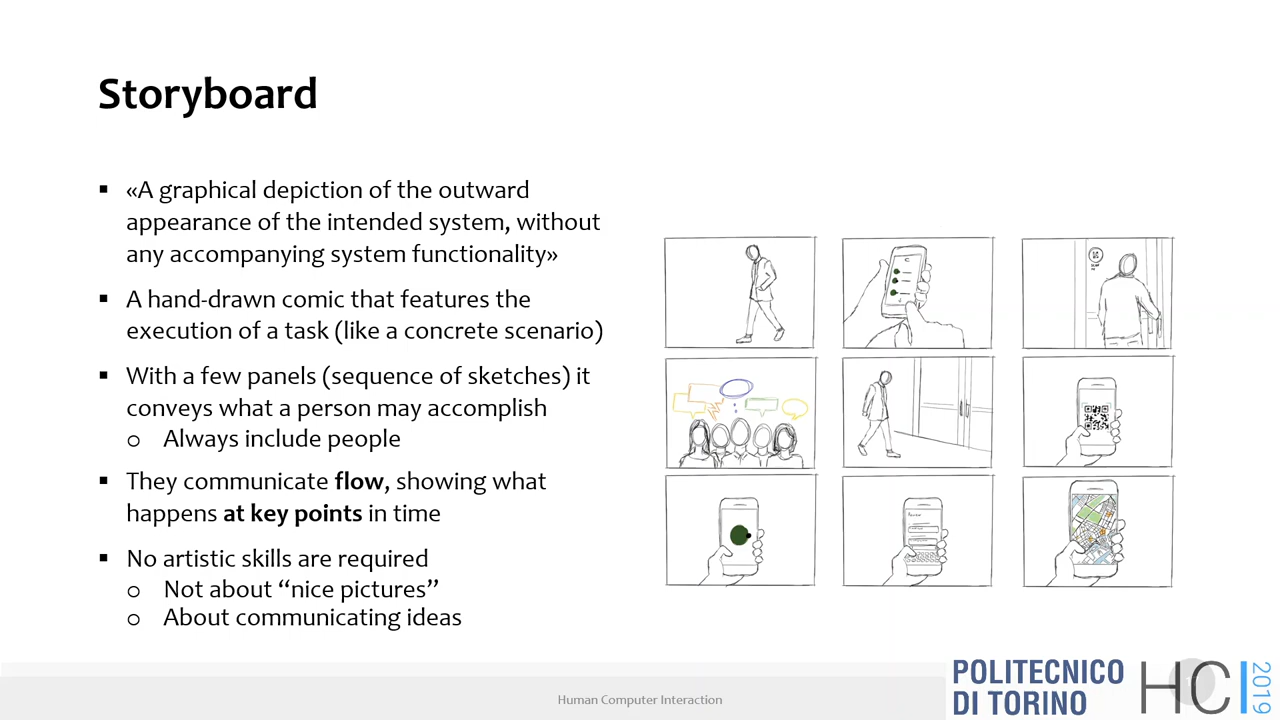 Storyboard
▪ «A graphical depiction of the outward
appearance of the intended system, without
any accompanying system functionality»
▪ A hand-drawn comic that features the
execution of a task (like a concrete scenario)
▪ With a few panels (sequence of sketches) it
conveys what a person may accomplish
o Always include people
▪ They communicate flow, showing what
happens at key points in time
▪ No artistic skills are required
o Not about “nice pictures”
o About communicating ideas
Human Computer Interaction
POLITECNICO
DI TORINO
HCI
2019